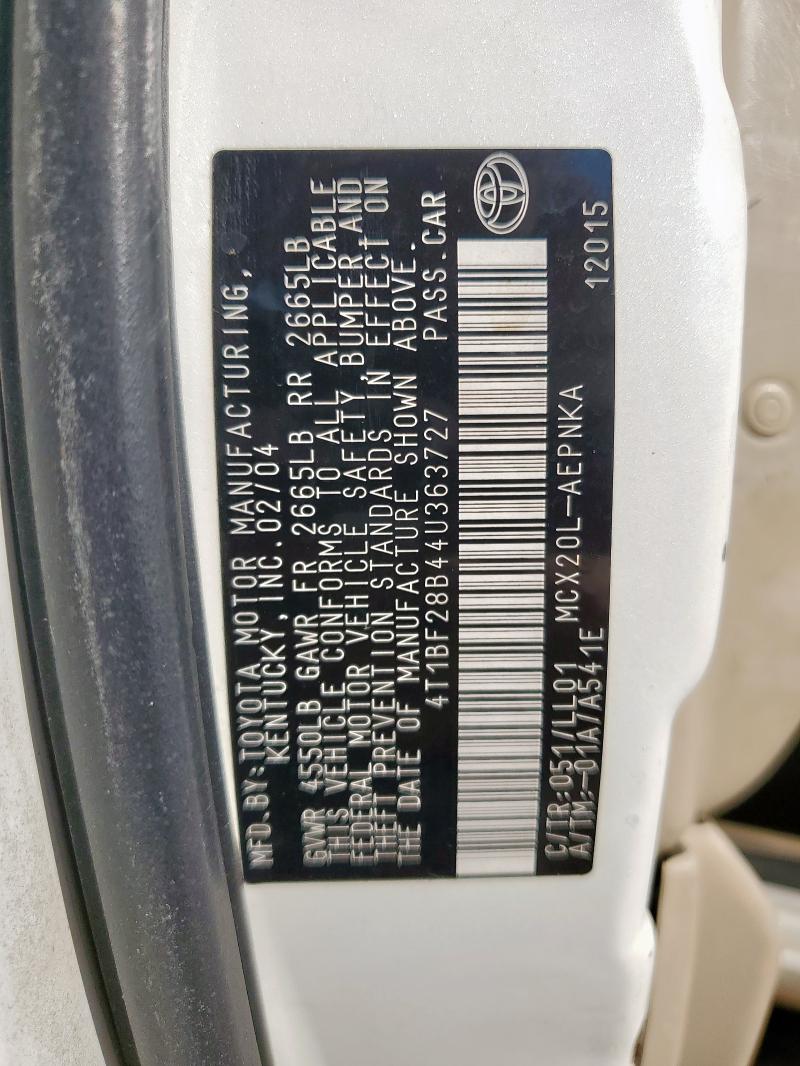 MFD.BY:TOYOTA MOTOR MANUFACTURING,
KENTUCKY, INC.02/04
GVWR 4550LB GAWR FR 2665LB RR 2665LB
THIS VEHICLE CONFORMS TO ALL APPLICABLE
FEDERAL MOTOR VEHICLE SAFETY, BUMPER,AND
THEFT PREVENTION STANDARDS IN EFFECT ON
THE DATE OF MANUFACTURE SHOWN ABOVE.
4T1BF28B44U363727 PASS.CAR
C/TR:051/LL01 MCX20L-AEPNKA 12015
A/TM:-01A/A541E